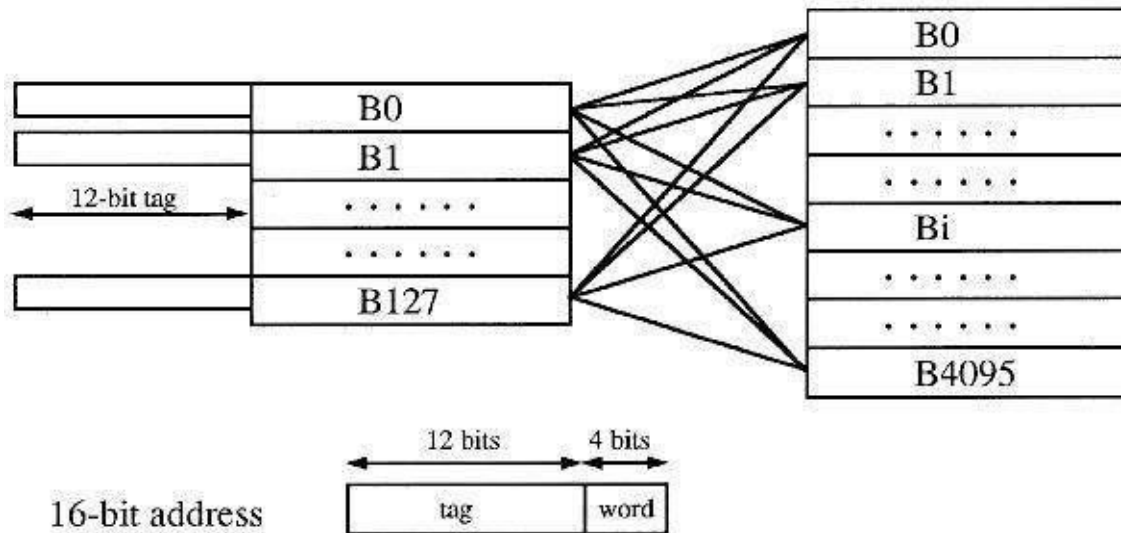 B0
B1
12-bit tag
. . . . . .
. . . . . .
B127
B0
B1
. . . . . .
. . . . . .
Bi
. . . . . .
. . . . . .
B4095
12 bits
4 bits
16-bit address
tag
word